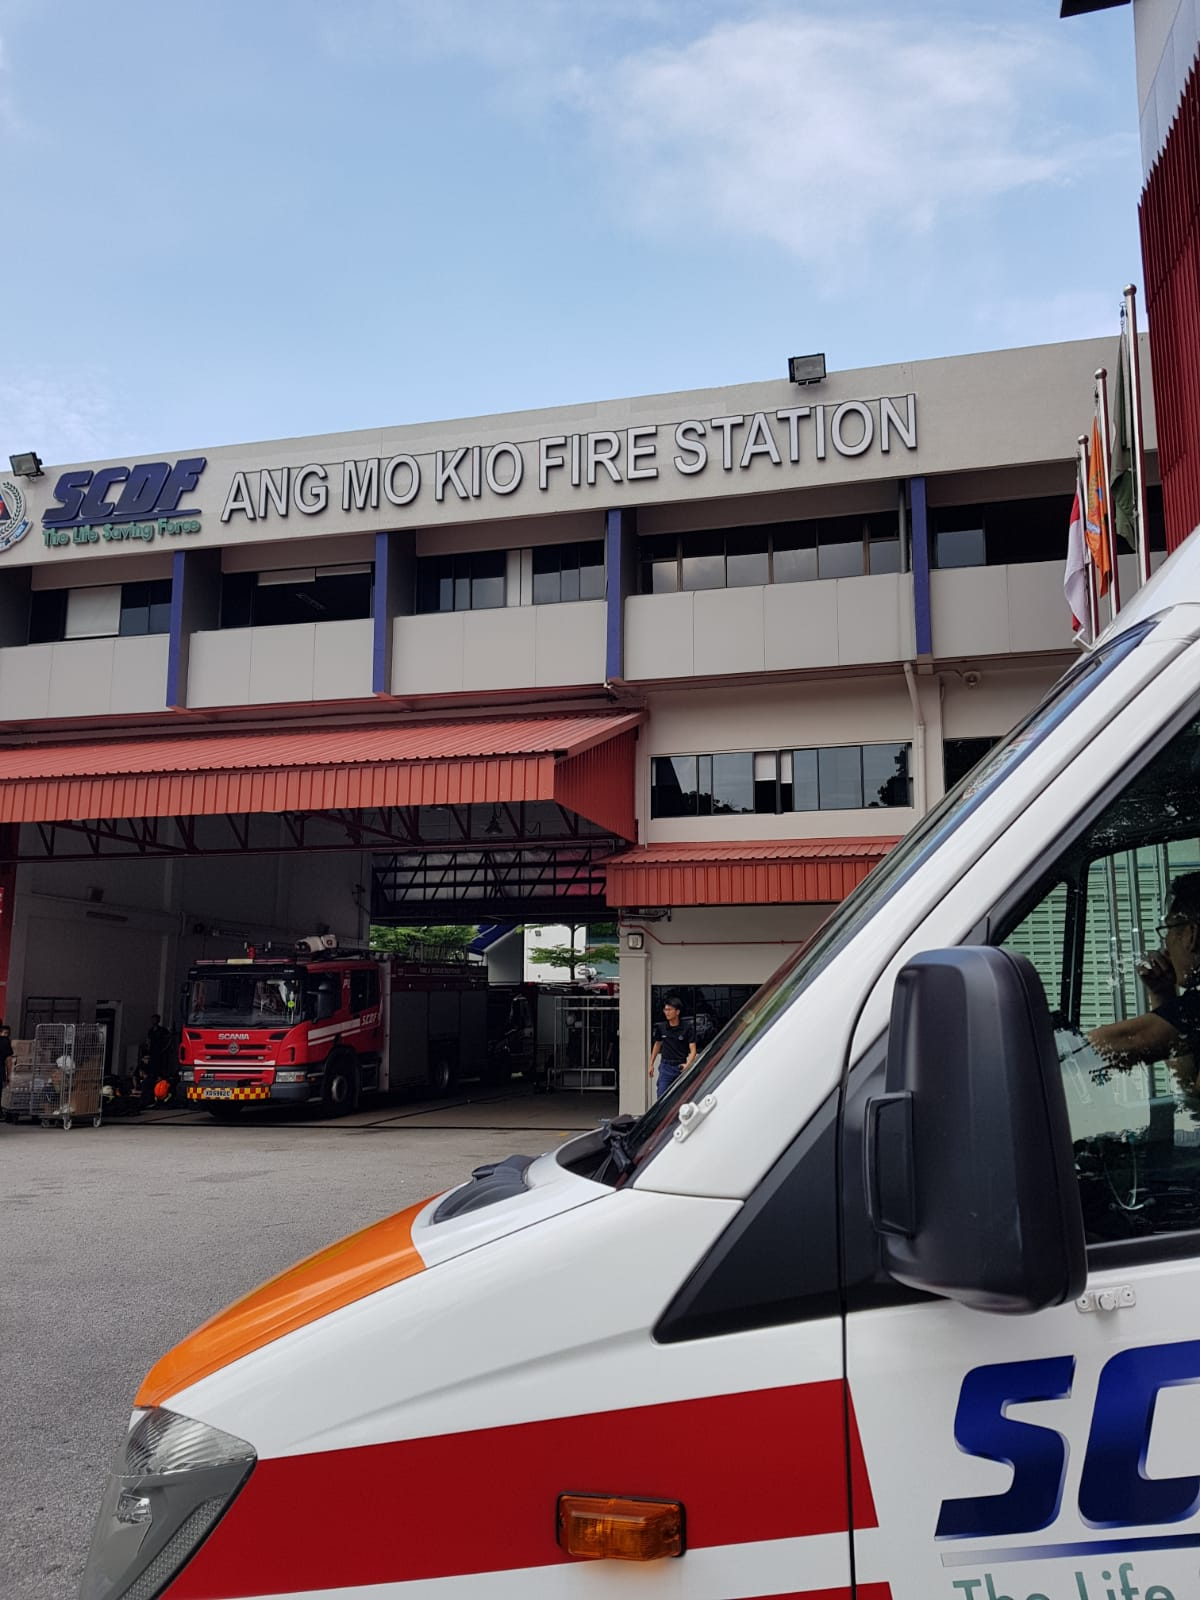 SCDF
The Life Saving Force
ANG MO KIO FIRE STATION
SCANIA
SCDF
SC
The Life